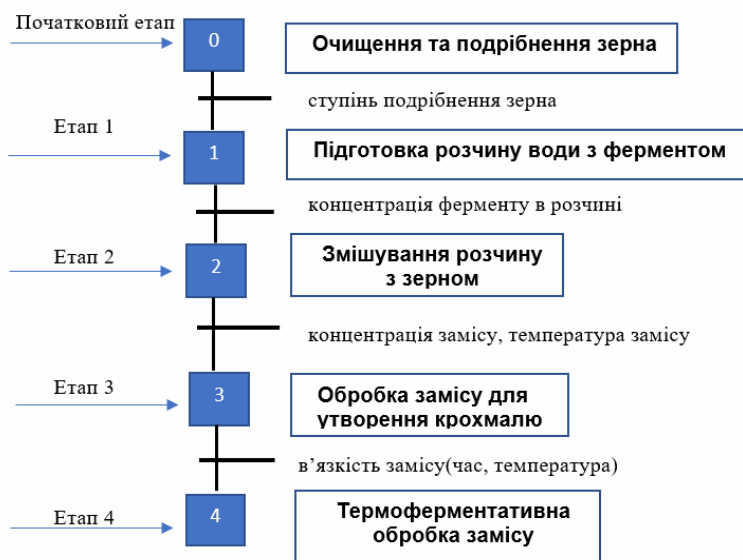 Початковий етап
0
Очищення та подрібнення зерна
ступінь подрібнення зерна
Етап 1
1
Підготовка розчину води з ферментом
концентрація ферменту в розчині
Етап 2
2
Змішування розчину
з зерном
концентрація замісу, температура замісу
Етап 3
3
Обробка замісу для
утворення крохмалю
в’язкість замісу(час, температура)
Етап 4
4
Термоферментативна
обробка замісу